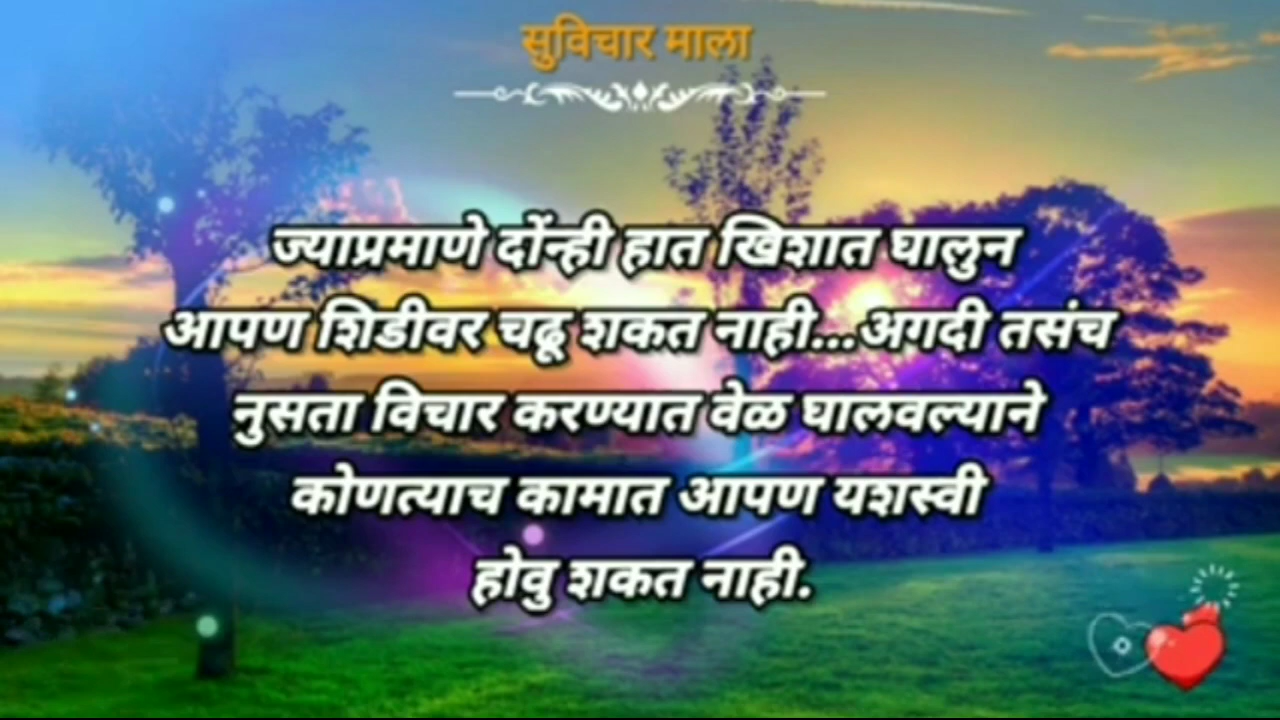 सुविचार माला
ज्याप्रमाणे दोंन्ही हात खिशात घालुन
आपण शिडीवर चढू शकत नाही...अगदी तसंच
नुसता विचार करण्यात वेळ घालवल्याने
कोणत्याच कामात आपण यशस्वी
होवु शकत नाही.